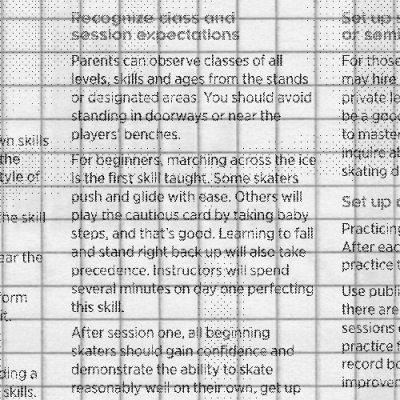 wn skills
the
tyle of
he skill
ear the
form
it.
ding a
skills.
Recognize class and
session expectations
Parents can observe classes of all
levels, skills and ages from the stands
or designated areas. You should avoid
standing in doorways or near the
players' benches.
For beginners, marching across the ice
is the first skill taught. Some skaters
push and glide with ease. Others will
play the cautious card by taking baby
steps, and that's good. Learning to fall
and stand right back up will also take
precedence. Instructors will spend
several minutes on day one perfecting
this skill.
After session one, all beginning
skaters should gain confidence and
demonstrate the ability to skate
reasonably well on their own, get up
Set up
or semi
For those
may hire
private le
be a good
to master
inquire ab
skating d
Set up
Practicing
After each
practice t
Use publi
there are
sessions
practice
record bo
improvem